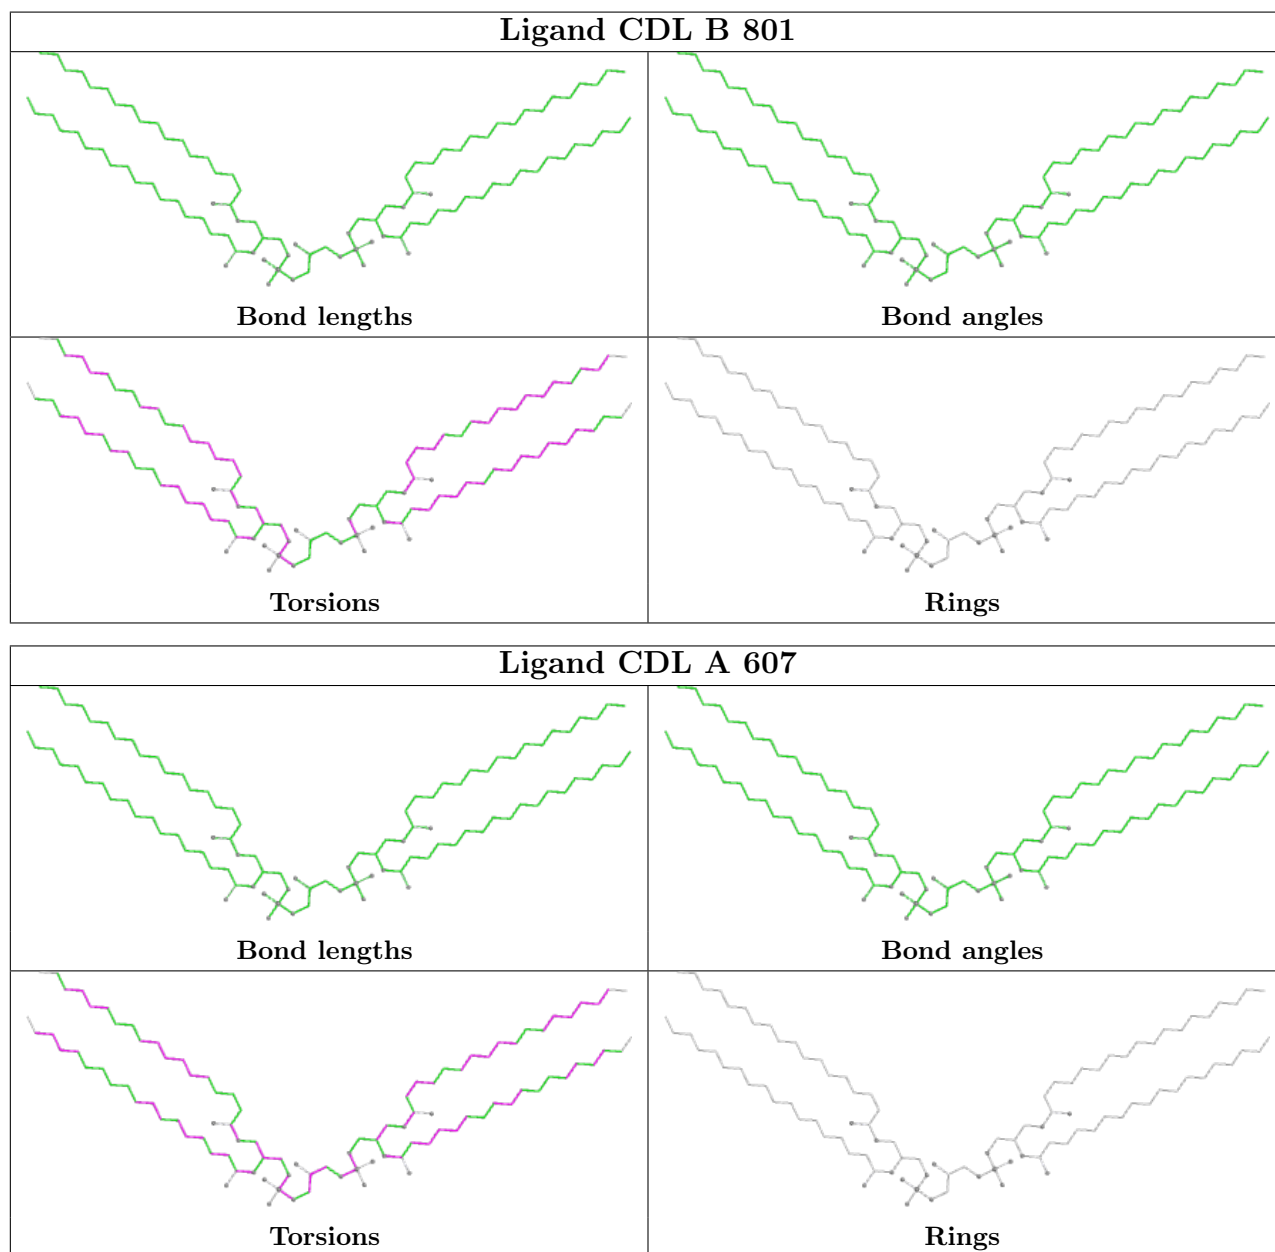 Ligand CDL B 801
Bond lengths
Bond angles
Torsions
Rings
Ligand CDL A 607
Bond lengths
Bond angles
Torsions
Rings